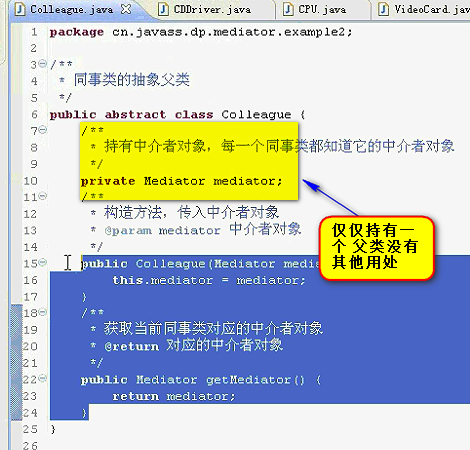 Colleague.java
CDDriver.java
CPU.java
VideoCard.jav
1 package cn.javass.dp.mediator.example2;
2
3 /**
4  * 同事类的抽象父类
5  */
6 public abstract class Colleague {
7 /**
8  * 持有中介者对象，每一个同事类都知道它的中介者对象
9  */
10 private Mediator mediator;
11 /**
12  * 构造方法，传入中介者对象
13  * @param mediator 中介者对象
14  */
15 public Colleague(Mediator med
16 this.mediator = mediator;
17 }
18 /**
19  * 获取当前同事类对应的中介者对象
20  * @return 对应的中介者对象
21  */
22 public Mediator getMediator() {
23 return mediator;
24 }
25 }
26
仅仅持有一
个 父类没有
其他用处